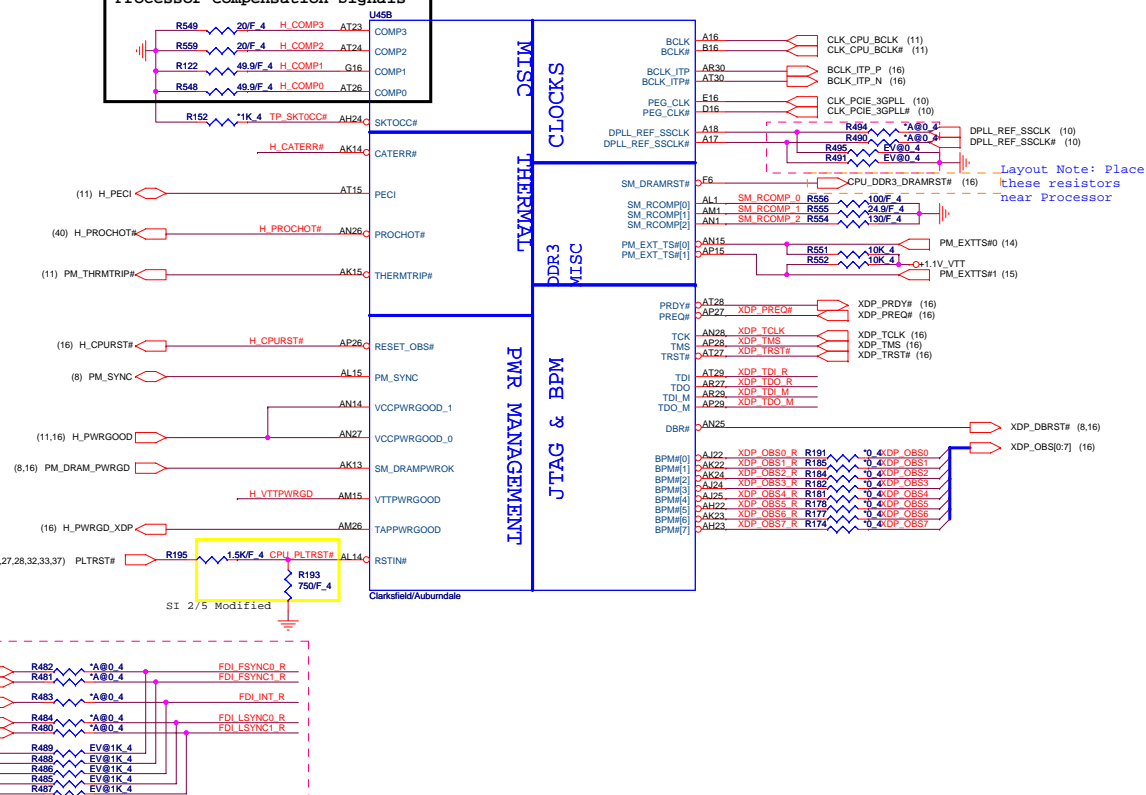 Processor Compensation Signals
U45B
R549 20/F_4 H_COMP3 AT23 COMP3
R559 20/F_4 H_COMP2 AT24 COMP2
R122 49.9/F_4 H_COMP1 G16 COMP1
R548 49.9/F_4 H_COMP0 AT26 COMP0
R152 *1K_4 TP_SKT0CC# AH24 SKTOCC#
H_CATERR# AK14 CATERR#
(11) H_PECI AT15 PECI
(40) H_PROCHOT# H_PROCHOT# AN26 PROCHOT#
(11) PM_THRMTRIP# AK15 THERMTRIP#
(16) H_CPURST# H_CPURST# AP26 RESET_OBS#
(8) PM_SYNC AL15 PM_SYNC
AN14 VCCPWRGOOD_1
(11,16) H_PWRGOOD AN27 VCCPWRGOOD_0
(8,16) PM_DRAM_PWRGD AK13 SM_DRAMPWROK
H_VTTPWRGD AM15 VTTPWRGOOD
(16) H_PWRGD_XDP AM26 TAPPWRGOOD
,27,28,32,33,37) PLTRST# R195 1.5K/F_4 CPU_PLTRST# AL14 RSTIN#
R193
750/F_4
SI 2/5 Modified
Clarksfield/Auburndale
MISC
THERMAL
PWR MANAGEMENT
CLOCKS
DDR3
MISC
JTAG & BPM
BCLK A16 CLK_CPU_BCLK (11)
BCLK# B16 CLK_CPU_BCLK# (11)
BCLK_ITP AR30 BCLK_ITP_P (16)
BCLK_ITP# AT30 BCLK_ITP_N (16)
PEG_CLK E16 CLK_PCIE_3GPLL (10)
PEG_CLK# D16 CLK_PCIE_3GPLL# (10)
DPLL_REF_SSCLK A18 R494 *A@0_4 DPLL_REF_SSCLK (10)
DPLL_REF_SSCLK# A17 R490 *A@0_4 DPLL_REF_SSCLK# (10)
R495 EV@0_4
R491 EV@0_4
Layout Note: Place
these resistors
near Processor
SM_DRAMRST# F6 CPU_DDR3_DRAMRST# (16)
SM_RCOMP[0] AL1 SM_RCOMP_0 R556 100/F_4
SM_RCOMP[1] AM1 SM_RCOMP_1 R555 24.9/F_4
SM_RCOMP[2] AN1 SM_RCOMP_2 R554 130/F_4
PM_EXT_TS#[0] AN15 PM_EXTTS#0 (14)
PM_EXT_TS#[1] AP15 R551 10K_4
R552 10K_4 +1.1V_VTT
PM_EXTTS#1 (15)
PRDY# AT28 XDP_PRDY# (16)
PREQ# AP27 XDP_PREQ# XDP_PREQ# (16)
TCK AN28 XDP_TCLK XDP_TCLK (16)
TMS AP28 XDP_TMS XDP_TMS (16)
TRST# AT27 XDP_TRST# XDP_TRST# (16)
TDI AT29 XDP_TDI_R
TDO AR27 XDP_TDO_R
TDI_M AR29 XDP_TDI_M
TDO_M AP29 XDP_TDO_M
DBR# AN25 XDP_DBRST# (8,16)
XDP_OBS[0:7] (16)
BPM#[0] AJ22 XDP_OBS0_R R191 *0_4 XDP_OBS0
BPM#[1] AK22 XDP_OBS1_R R185 *0_4 XDP_OBS1
BPM#[2] AK24 XDP_OBS2_R R184 *0_4 XDP_OBS2
BPM#[3] AJ24 XDP_OBS3_R R182 *0_4 XDP_OBS3
BPM#[4] AJ25 XDP_OBS4_R R181 *0_4 XDP_OBS4
BPM#[5] AH22 XDP_OBS5_R R178 *0_4 XDP_OBS5
BPM#[6] AK23 XDP_OBS6_R R177 *0_4 XDP_OBS6
BPM#[7] AH23 XDP_OBS7_R R174 *0_4 XDP_OBS7
R482 *A@0_4 FDI_FSYNC0_R
R481 *A@0_4 FDI_FSYNC1_R
R483 *A@0_4 FDI_INT_R
R484 *A@0_4 FDI_LSYNC0_R
R480 *A@0_4 FDI_LSYNC1_R
R489 EV@1K_4
R488 EV@1K_4
R486 EV@1K_4
R485 EV@1K_4
R487 EV@1K_4